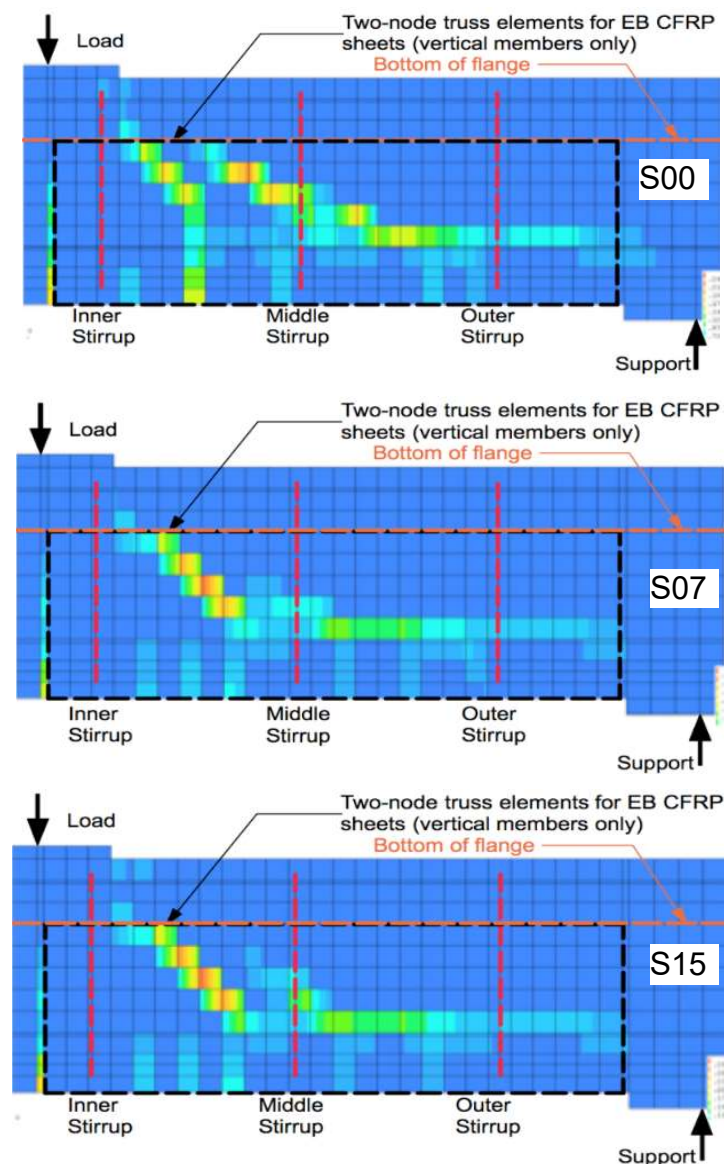 Two-node truss elements for EB CFRP
Load
sheets (vertical members only)
Bottom of flange
S00
Inner
Stirrup
Middle
Stirrup
Outer
Stirrup
Support
Two-node truss elements for EB CFRP
Load
sheets (vertical members only)
Bottom of flange
S07
Inner
Stirrup
Middle
Stirrup
Outer
Stirrup
Support
Two-node truss elements for EB CFRP
Load
sheets (vertical members only)
Bottom of flange
S15
Inner
Stirrup
Middle
Stirrup
Outer
Stirrup
Support